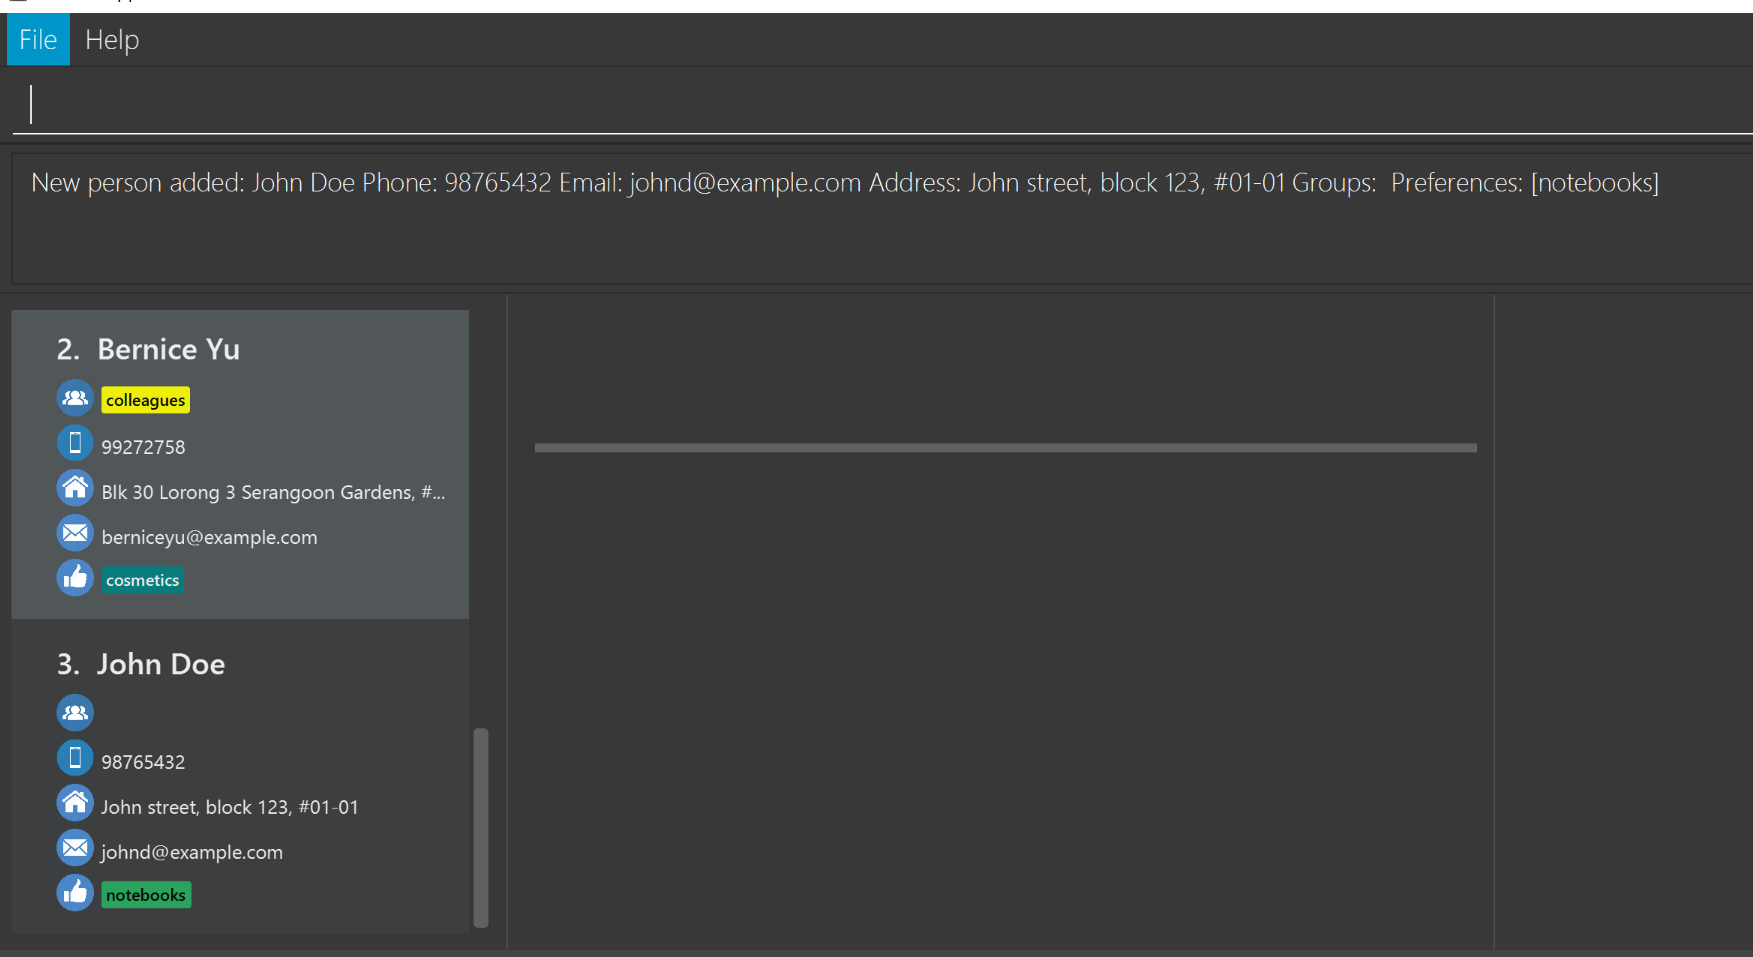 File Help
New person added: John Doe Phone: 98765432 Email: johnd@example.com Address: John street, block 123, #01-01 Groups:  Preferences: [notebooks]
2. Bernice Yu
colleagues
99272758
Blk 30 Lorong 3 Serangoon Gardens, #...
berniceyu@example.com
cosmetics
3. John Doe
98765432
John street, block 123, #01-01
johnd@example.com
notebooks